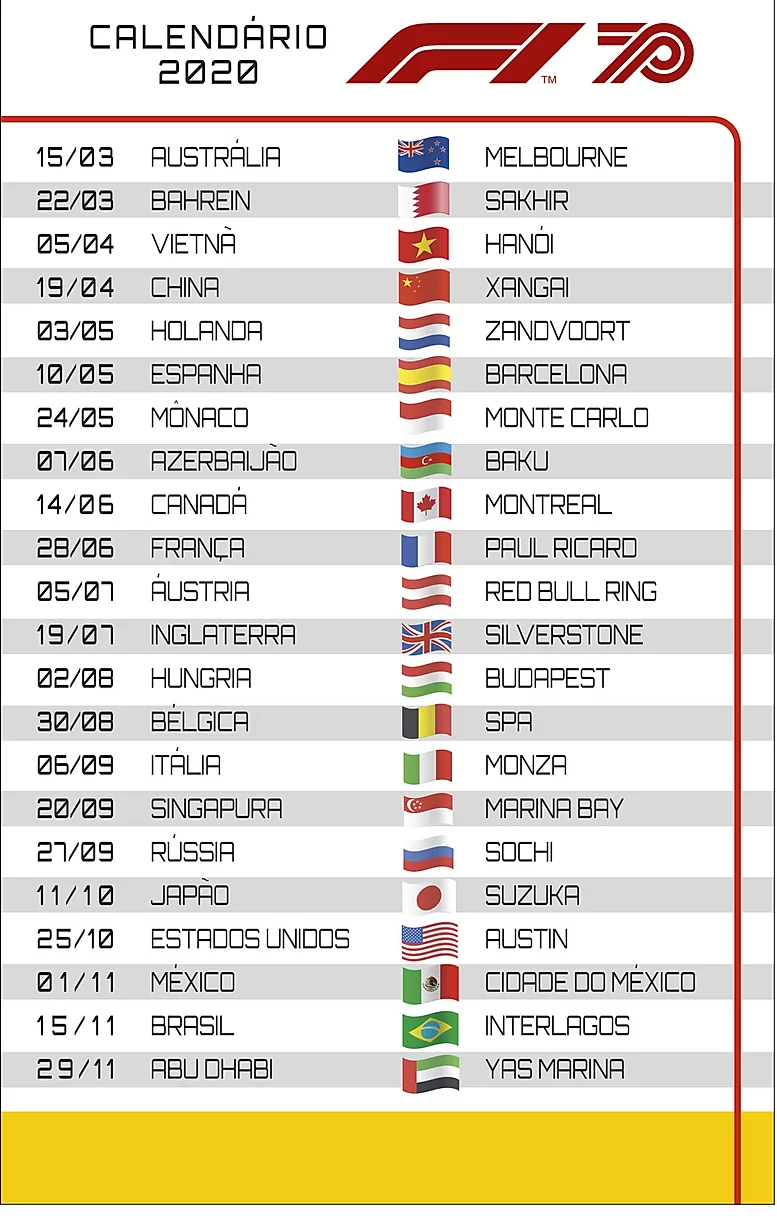 CALENDÁRIO
2020
F1 TM 70
15/03 AUSTRÁLIA MELBOURNE
22/03 BAHREIN SAKHIR
05/04 VIETNÃ HANÓI
19/04 CHINA XANGAI
03/05 HOLANDA ZANDVOORT
10/05 ESPANHA BARCELONA
24/05 MÔNACO MONTE CARLO
07/06 AZERBAIJÃO BAKU
14/06 CANADÁ MONTREAL
28/06 FRANÇA PAUL RICARD
05/07 ÁUSTRIA RED BULL RING
19/07 INGLATERRA SILVERSTONE
02/08 HUNGRIA BUDAPEST
30/08 BÉLGICA SPA
06/09 ITÁLIA MONZA
20/09 SINGAPURA MARINA BAY
27/09 RÚSSIA SOCHI
11/10 JAPÃO SUZUKA
25/10 ESTADOS UNIDOS AUSTIN
01/11 MÉXICO CIDADE DO MÉXICO
15/11 BRASIL INTERLAGOS
29/11 ABU DHABI YAS MARINA